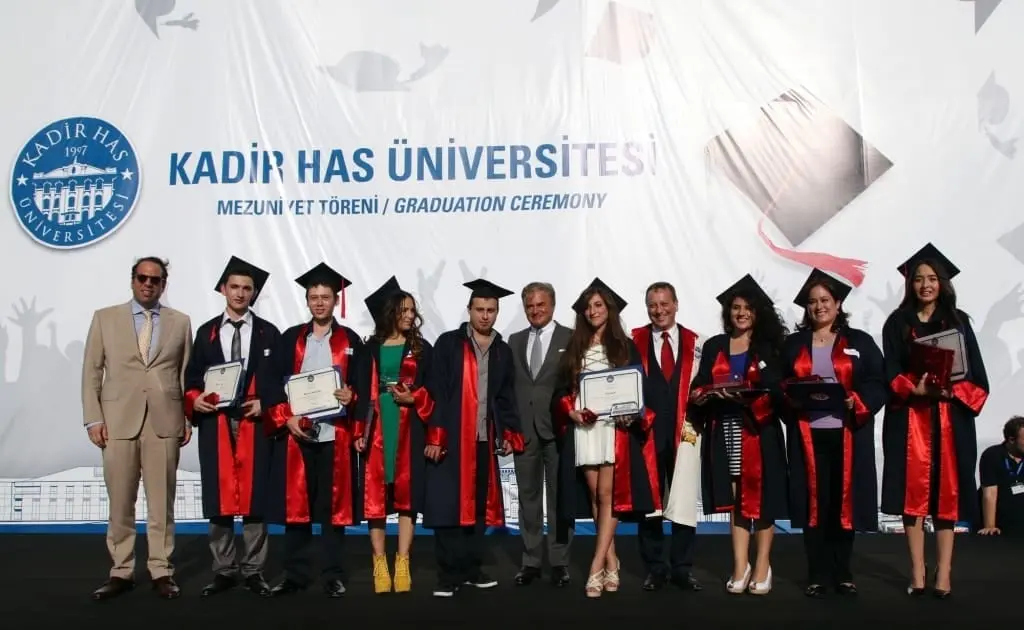 KADİR HAS
1997
ÜNİVERSİTESİ
KADİR HAS ÜNİVERSİTESİ
MEZUNİYET TÖRENİ / GRADUATION CEREMONY